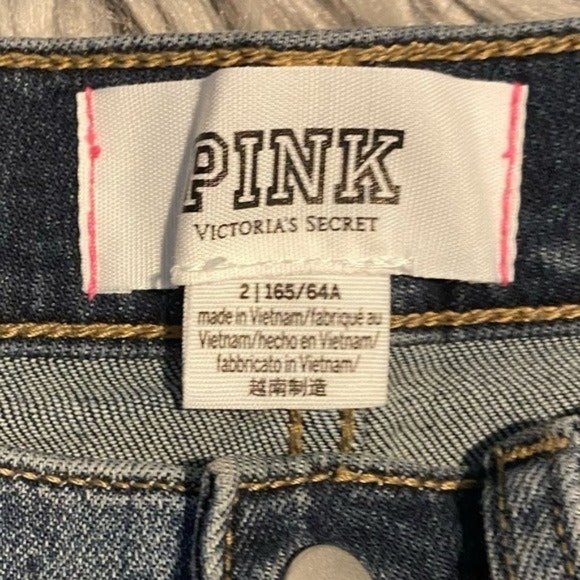 PINK
VICTORIA'S SECRET
2 | 165/64A
made in Vietnam/fabriqué au
Vietnam/hecho en Vietnam/
fabbricato in Vietnam/
越南制造